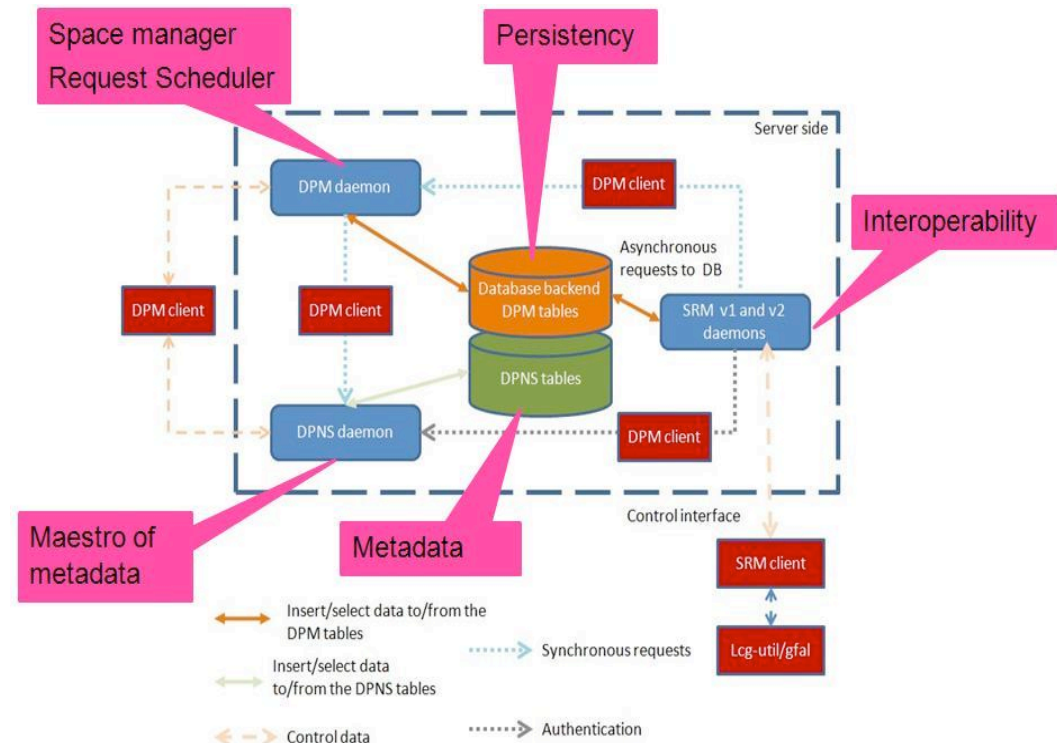 Space manager
Request Scheduler
Persistency
Server side
DPM daemon
DPM client
Interoperability
Asynchronous
requests to DB
Database backend
DPM tables
DPM client
DPM client
SRM v1 and v2
daemons
DPNS tables
DPNS daemon
DPM client
Control interface
Maestro of
metadata
Metadata
SRM client
Insert/select data to/from the
DPM tables
Synchronous requests
Lcg-util/gfal
Insert/select data
to/from the DPNS tables
Control data
Authentication